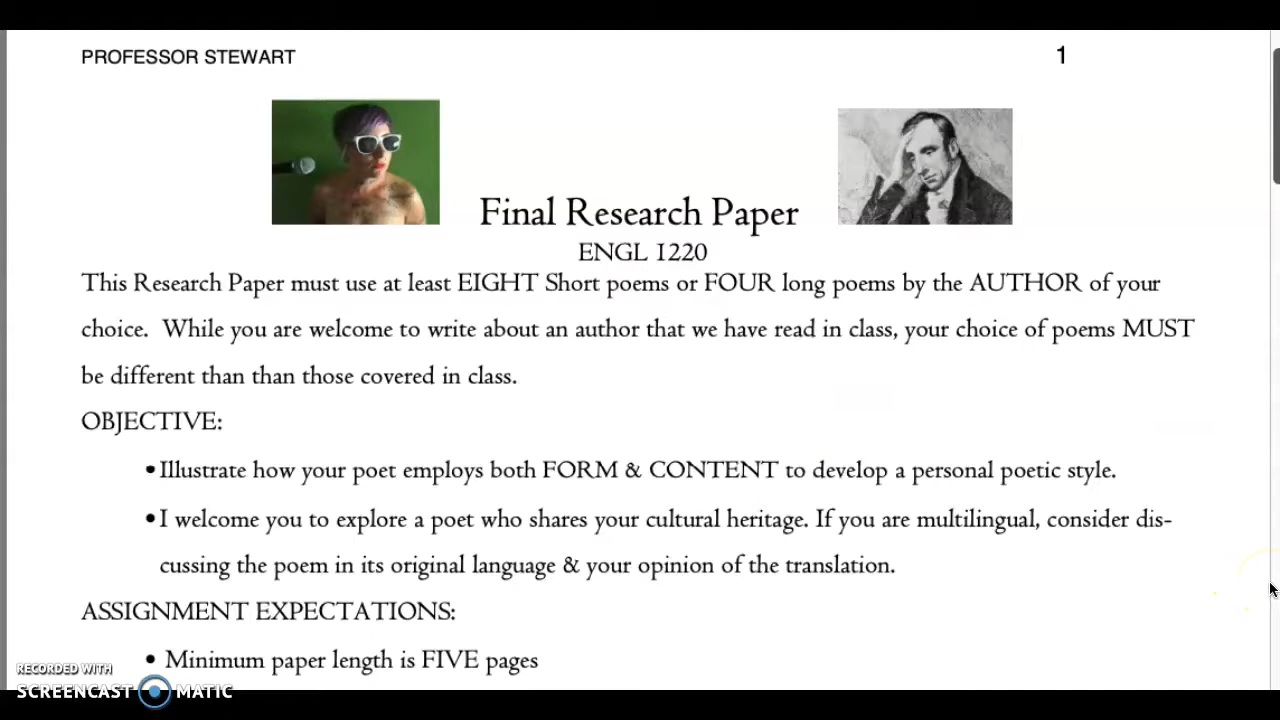 PROFESSOR STEWART 1
Final Research Paper
ENGL 1220
This Research Paper must use at least EIGHT Short poems or FOUR long poems by the AUTHOR of your
choice.  While you are welcome to write about an author that we have read in class, your choice of poems MUST
be different than than those covered in class.
OBJECTIVE:
•Illustrate how your poet employs both FORM & CONTENT to develop a personal poetic style.
•I welcome you to explore a poet who shares your cultural heritage. If you are multilingual, consider dis-
cussing the poem in its original language & your opinion of the translation.
ASSIGNMENT EXPECTATIONS:
• Minimum paper length is FIVE pages
RECORDED WITH
SCREENCAST MATIC